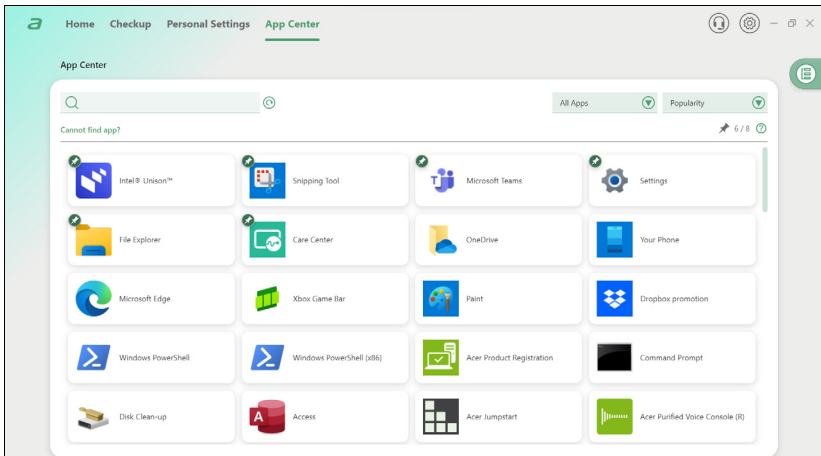 Home Checkup Personal Settings App Center
App Center
All Apps Popularity
Cannot find app? 6 / 8
Intel® Unison™ Snipping Tool Microsoft Teams Settings
File Explorer Care Center OneDrive Your Phone
Microsoft Edge Xbox Game Bar Paint Dropbox promotion
Windows PowerShell Windows PowerShell (x86) Acer Product Registration Command Prompt
Disk Clean-up Access Acer Jumpstart Acer Purified Voice Console (R)